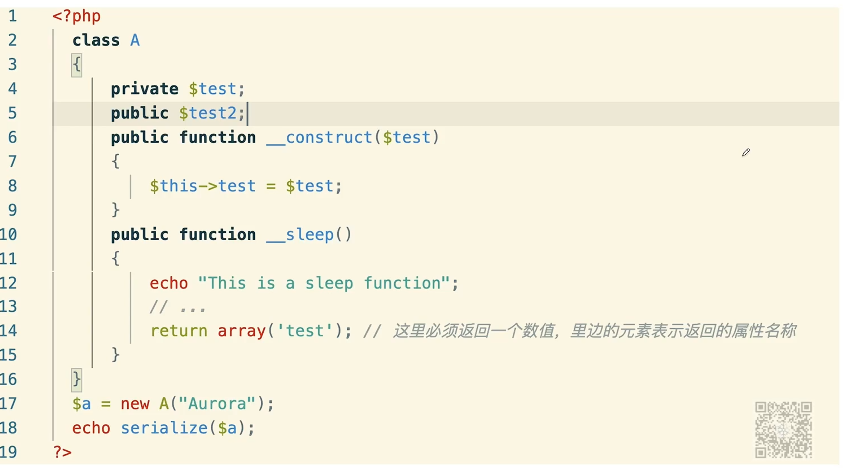 1 <?php
2 class A
3 {
4 private $test;
5 public $test2;
6 public function __construct($test)
7 {
8 $this->test = $test;
9 }
10 public function __sleep()
11 {
12 echo "This is a sleep function";
13 // ...
14 return array('test'); // 这里必须返回一个数值，里边的元素表示返回的属性名称
15 }
16 }
17 $a = new A("Aurora");
18 echo serialize($a);
19 ?>